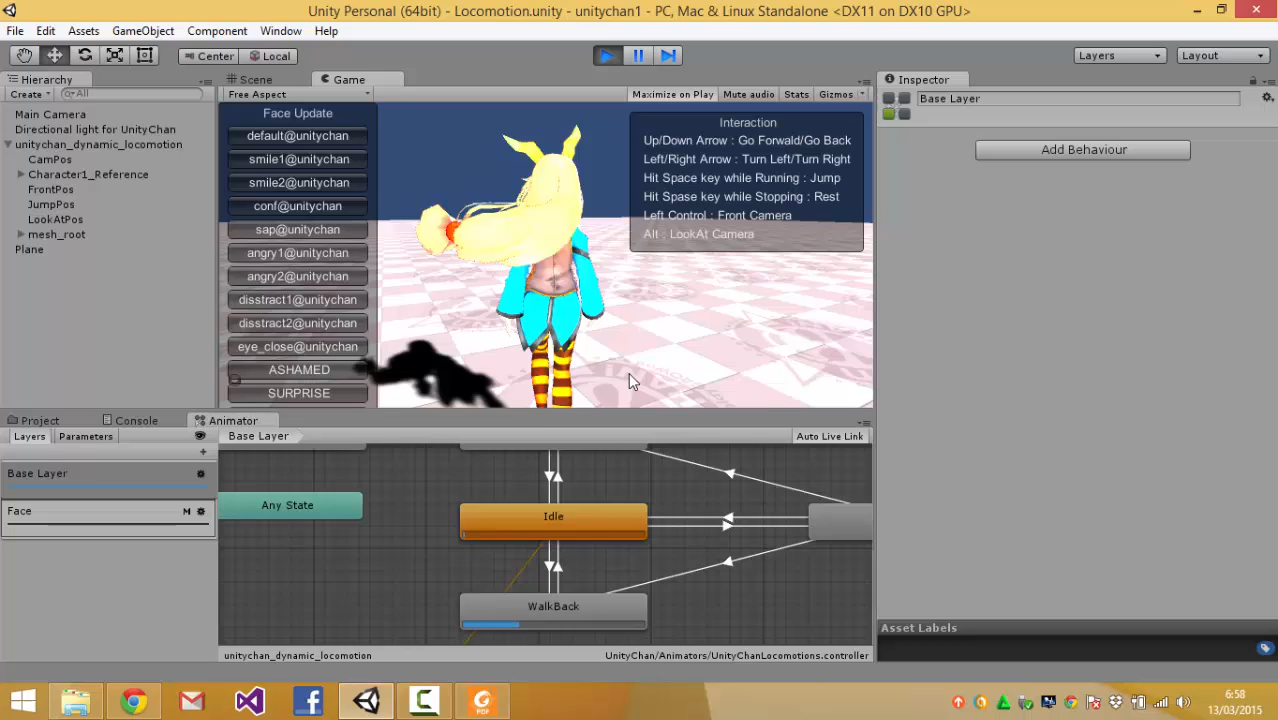 Unity Personal (64bit) - Locomotion.unity - unitychan1 - PC, Mac & Linux Standalone <DX11 on DX10 GPU>
File Edit Assets GameObject Component Window Help
Center Local Layers Layout
Hierarchy Scene Game Inspector
Create All Free Aspect Maximize on Play Mute audio Stats Gizmos Base Layer
Main Camera
Directional light for UnityChan
unitychan_dynamic_locomotion
CamPos
Character1_Reference
FrontPos
JumpPos
LookAtPos
mesh_root
Plane
Face Update
default@unitychan
smile1@unitychan
smile2@unitychan
conf@unitychan
sap@unitychan
angry1@unitychan
angry2@unitychan
disstract1@unitychan
disstract2@unitychan
eye_close@unitychan
ASHAMED
SURPRISE
Interaction
Up/Down Arrow : Go Forwald/Go Back
Left/Right Arrow : Turn Left/Turn Right
Hit Space key while Running : Jump
Hit Spase key while Stopping : Rest
Left Control : Front Camera
Alt : LookAt Camera
Add Behaviour
Project Console Animator
Layers Parameters Base Layer Auto Live Link
Base Layer
Face M
Any State
Idle
WalkBack
unitychan_dynamic_locomotion UnityChan/Animators/UnityChanLocomotions.controller
Asset Labels
PDF
6:58
13/03/2015